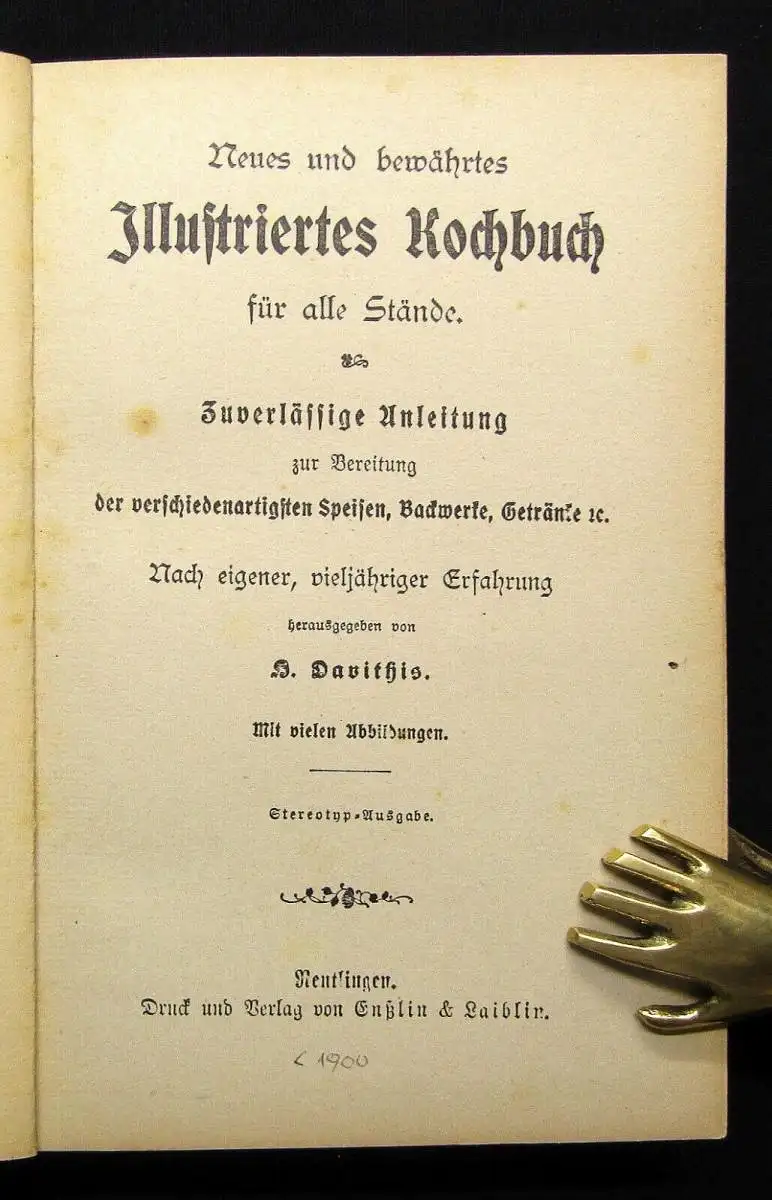 Neues und bewährtes
Illustriertes Kochbuch
für alle Stände.
Zuverlässige Anleitung
zur Bereitung
der verschiedenartigsten Speisen, Backwerke, Getränke ꝛc.
Nach eigener, vieljähriger Erfahrung
herausgegeben von
H. Davithis.
Mit vielen Abbildungen.
Stereotyp-Ausgabe.
Reutlingen.
Druck und Verlag von Enßlin & Laiblin.
< 1900